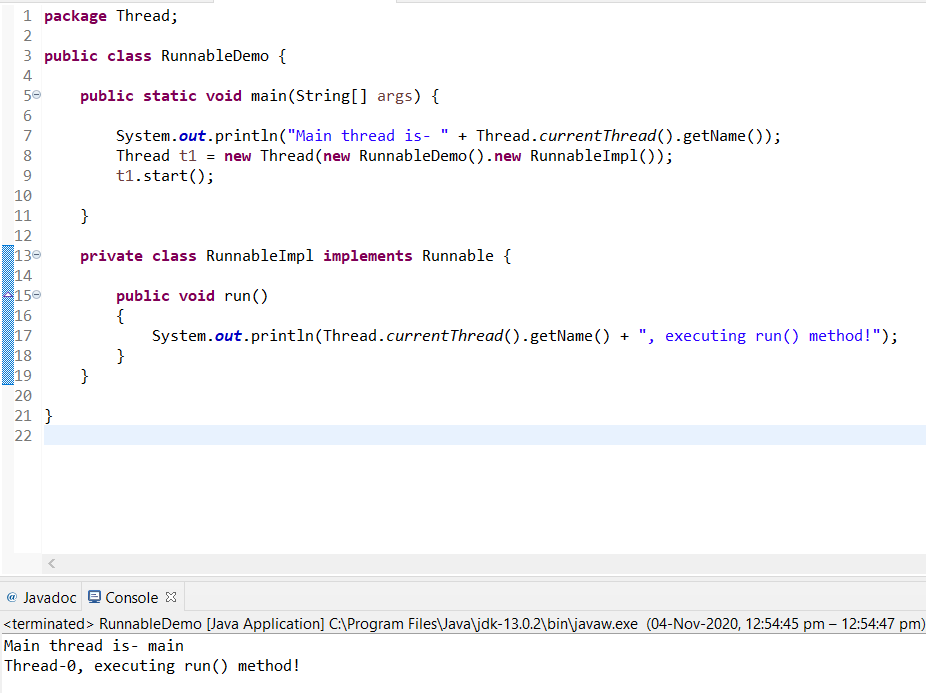 1 package Thread;
2
3 public class RunnableDemo {
4
5 public static void main(String[] args) {
6
7 System.out.println("Main thread is- " + Thread.currentThread().getName());
8 Thread t1 = new Thread(new RunnableDemo().new RunnableImpl());
9 t1.start();
10
11 }
12
13 private class RunnableImpl implements Runnable {
14
15 public void run()
16 {
17 System.out.println(Thread.currentThread().getName() + ", executing run() method!");
18 }
19 }
20
21 }
22
@ Javadoc Console
<terminated> RunnableDemo [Java Application] C:\Program Files\Java\jdk-13.0.2\bin\javaw.exe (04-Nov-2020, 12:54:45 pm – 12:54:47 pm)
Main thread is- main
Thread-0, executing run() method!